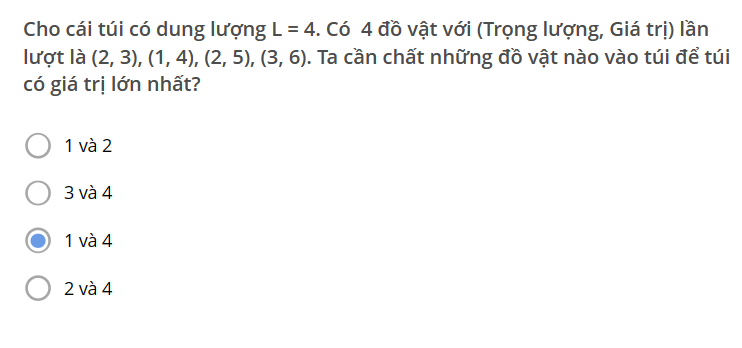 Cho cái túi có dung lượng L = 4. Có 4 đồ vật với (Trọng lượng, Giá trị) lần
lượt là (2, 3), (1, 4), (2, 5), (3, 6). Ta cần chất những đồ vật nào vào túi để túi
có giá trị lớn nhất?
1 và 2
3 và 4
1 và 4
2 và 4